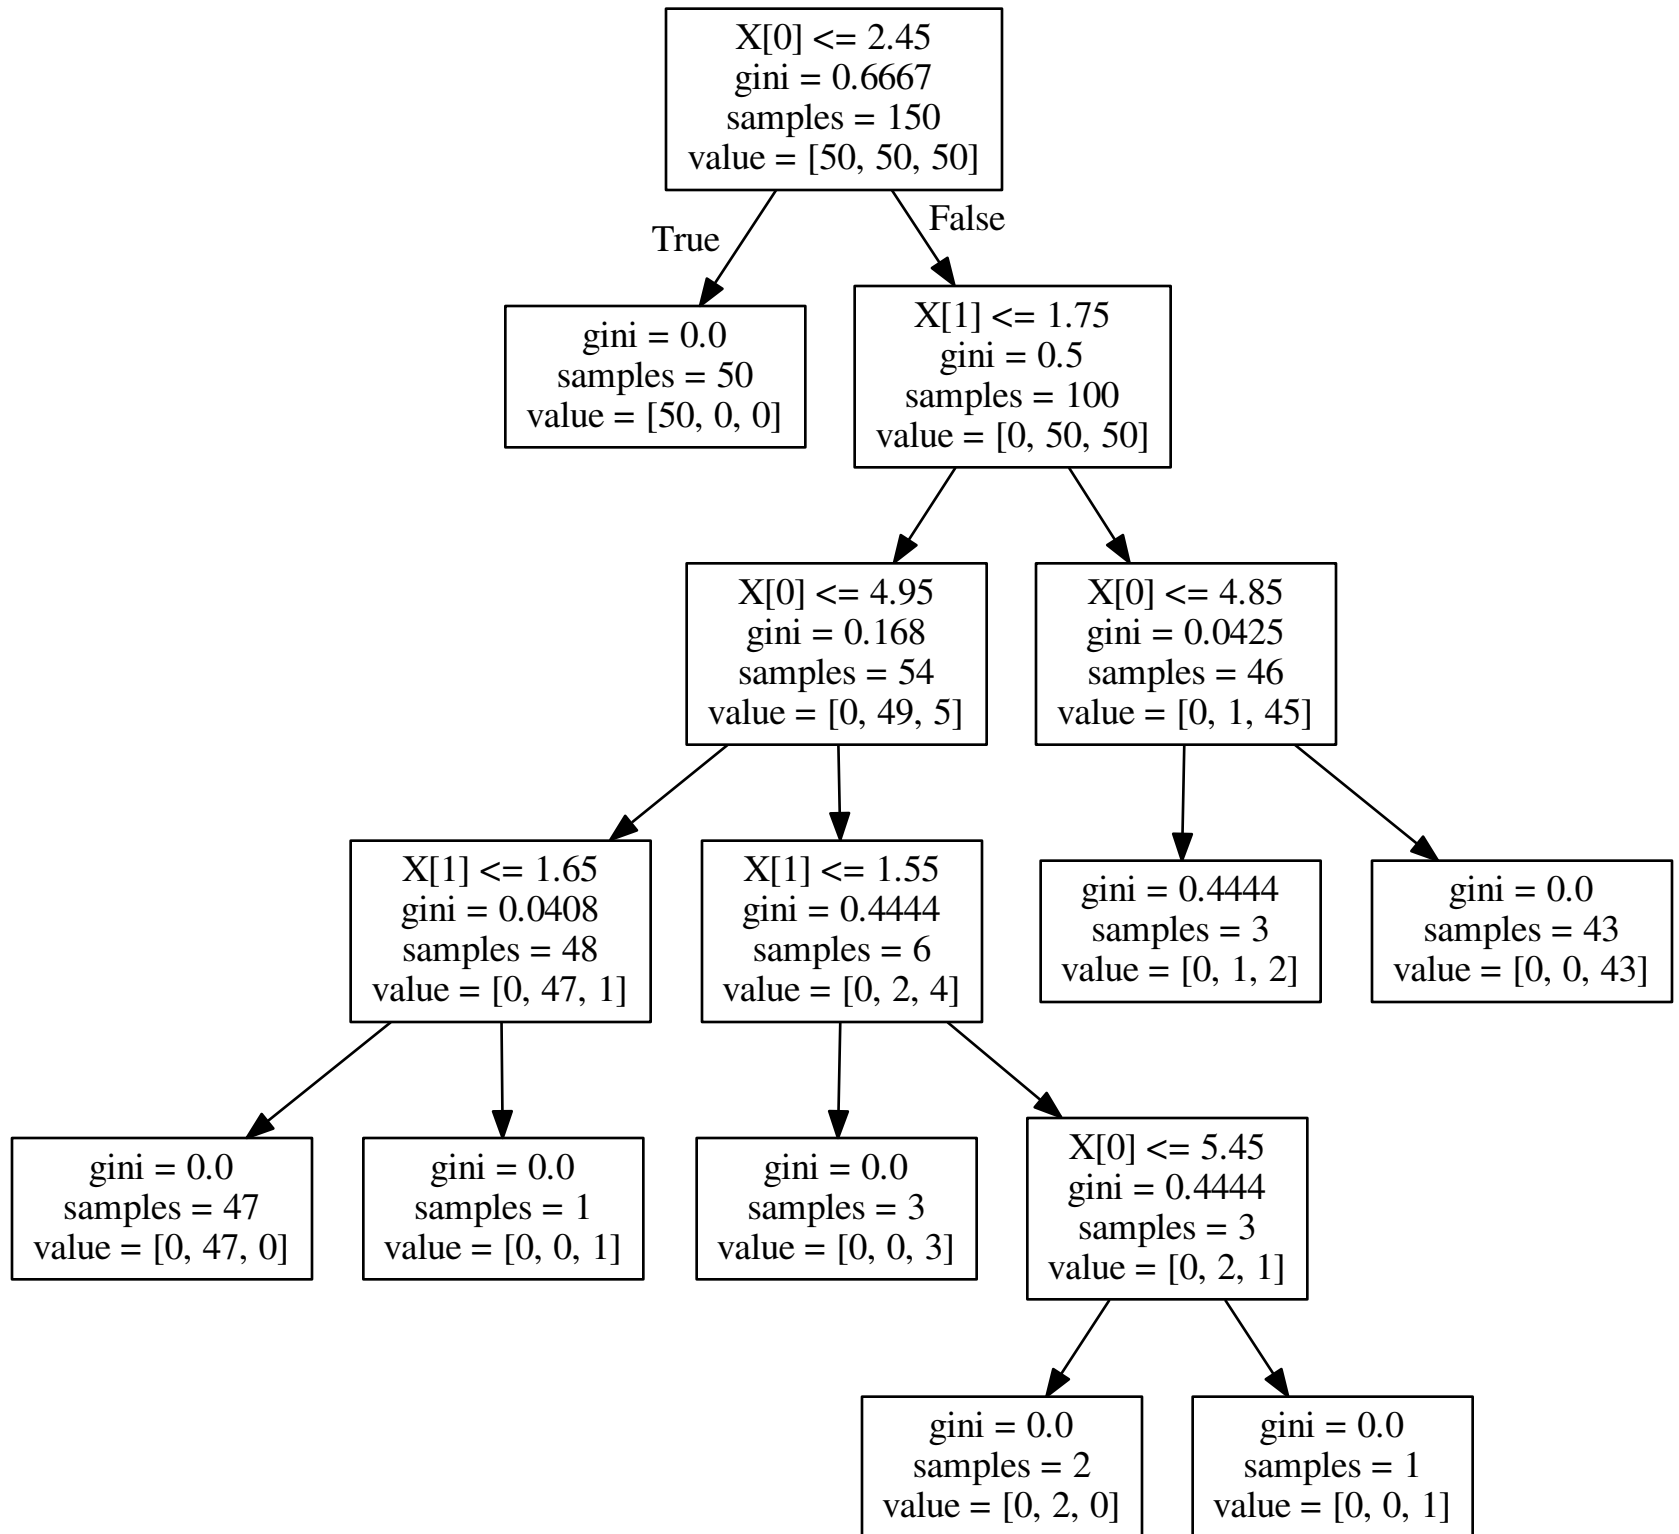 X[0] <= 2.45
gini = 0.6667
samples = 150
value = [50, 50, 50]
True
False
gini = 0.0
samples = 50
value = [50, 0, 0]
X[1] <= 1.75
gini = 0.5
samples = 100
value = [0, 50, 50]
X[0] <= 4.95
gini = 0.168
samples = 54
value = [0, 49, 5]
X[0] <= 4.85
gini = 0.0425
samples = 46
value = [0, 1, 45]
X[1] <= 1.65
gini = 0.0408
samples = 48
value = [0, 47, 1]
X[1] <= 1.55
gini = 0.4444
samples = 6
value = [0, 2, 4]
gini = 0.4444
samples = 3
value = [0, 1, 2]
gini = 0.0
samples = 43
value = [0, 0, 43]
gini = 0.0
samples = 47
value = [0, 47, 0]
gini = 0.0
samples = 1
value = [0, 0, 1]
gini = 0.0
samples = 3
value = [0, 0, 3]
X[0] <= 5.45
gini = 0.4444
samples = 3
value = [0, 2, 1]
gini = 0.0
samples = 2
value = [0, 2, 0]
gini = 0.0
samples = 1
value = [0, 0, 1]